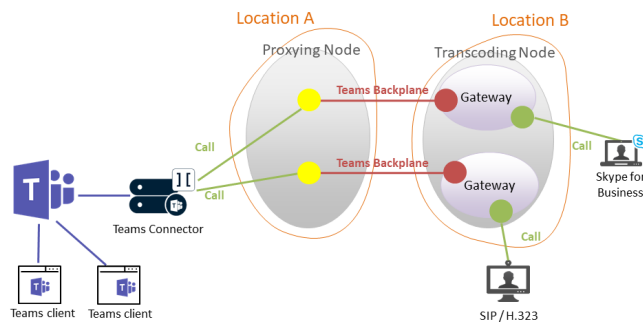 Location A
Location B
Proxying Node
Transcoding Node
Teams Backplane
Gateway
Call
Call
S
Skype for
Business
Teams Backplane
Gateway
Call
T
] [
T
Teams Connector
Call
T
T
Teams client
Teams client
SIP / H.323